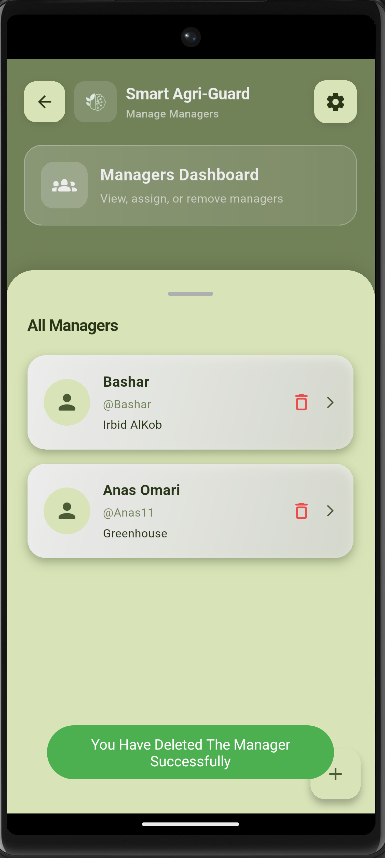 Smart Agri-Guard
Manage Managers
Managers Dashboard
View, assign, or remove managers
All Managers
Bashar
@Bashar
Irbid AlKob
Anas Omari
@Anas11
Greenhouse
You Have Deleted The Manager
Successfully